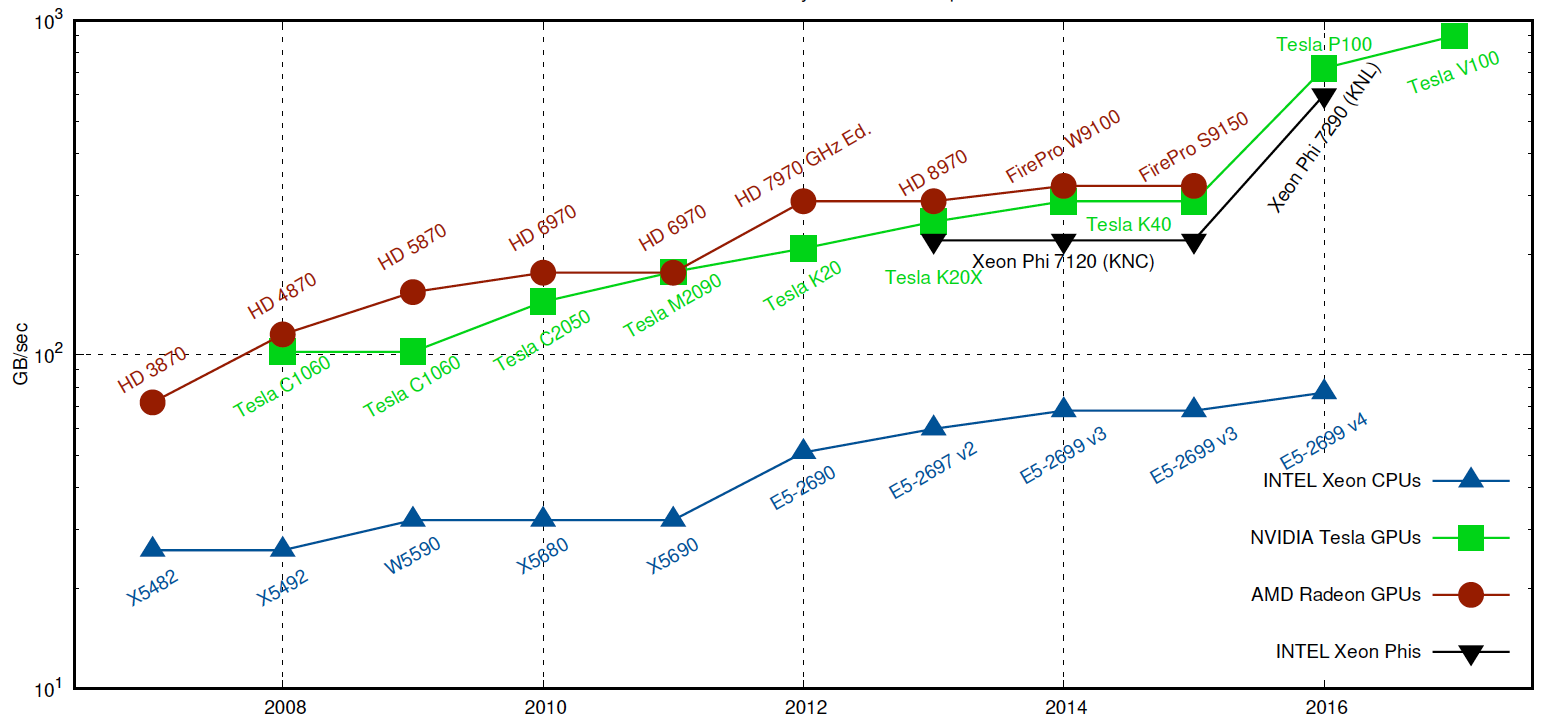 10³
10²
10¹
GB/sec
2008
2010
2012
2014
2016
HD 3870
HD 4870
HD 5870
HD 6970
HD 6970
HD 7970 GHz Ed.
HD 8970
FirePro W9100
FirePro S9150
Tesla C1060
Tesla C1060
Tesla C2050
Tesla M2090
Tesla K20
Tesla K20X
Tesla K40
Tesla P100
Tesla V100
Xeon Phi 7120 (KNC)
Xeon Phi 7290 (KNL)
X5482
X5492
W5590
X5680
X5690
E5-2690
E5-2697 v2
E5-2699 v3
E5-2699 v3
E5-2699 v4
INTEL Xeon CPUs
NVIDIA Tesla GPUs
AMD Radeon GPUs
INTEL Xeon Phis